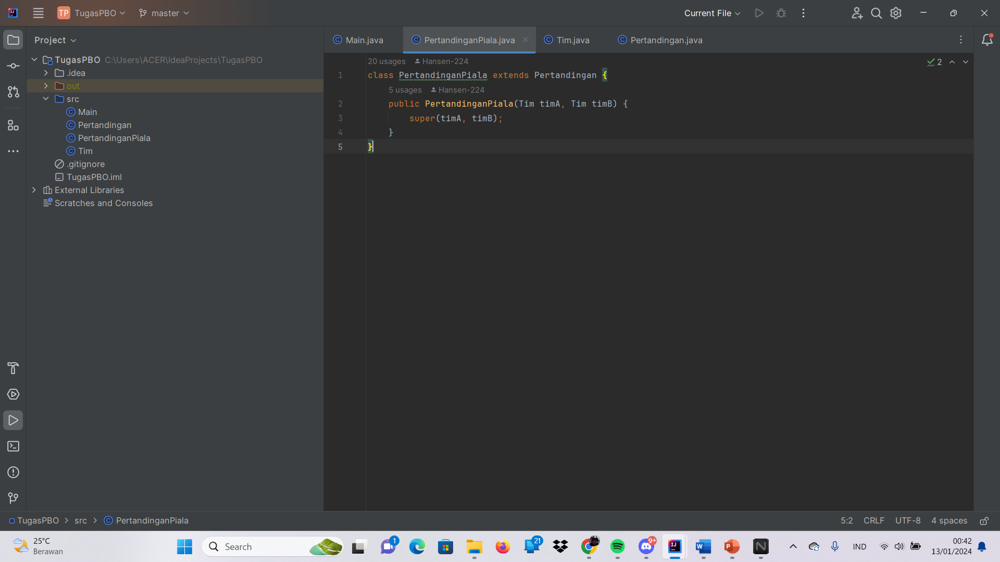 TP TugasPBO master Current File
Project
TugasPBO C:\Users\ACER\IdeaProjects\TugasPBO
.idea
out
src
Main
Pertandingan
PertandinganPiala
Tim
.gitignore
TugasPBO.iml
External Libraries
Scratches and Consoles
Main.java PertandinganPiala.java Tim.java Pertandingan.java
20 usages Hansen-224
2
1 class PertandinganPiala extends Pertandingan {
5 usages Hansen-224
2 public PertandinganPiala(Tim timA, Tim timB) {
3 super(timA, timB);
4 }
5 }
TugasPBO > src > PertandinganPiala 5:2 CRLF UTF-8 4 spaces
25°C
Berawan
Search
1
21
9+
IND
00:42
13/01/2024